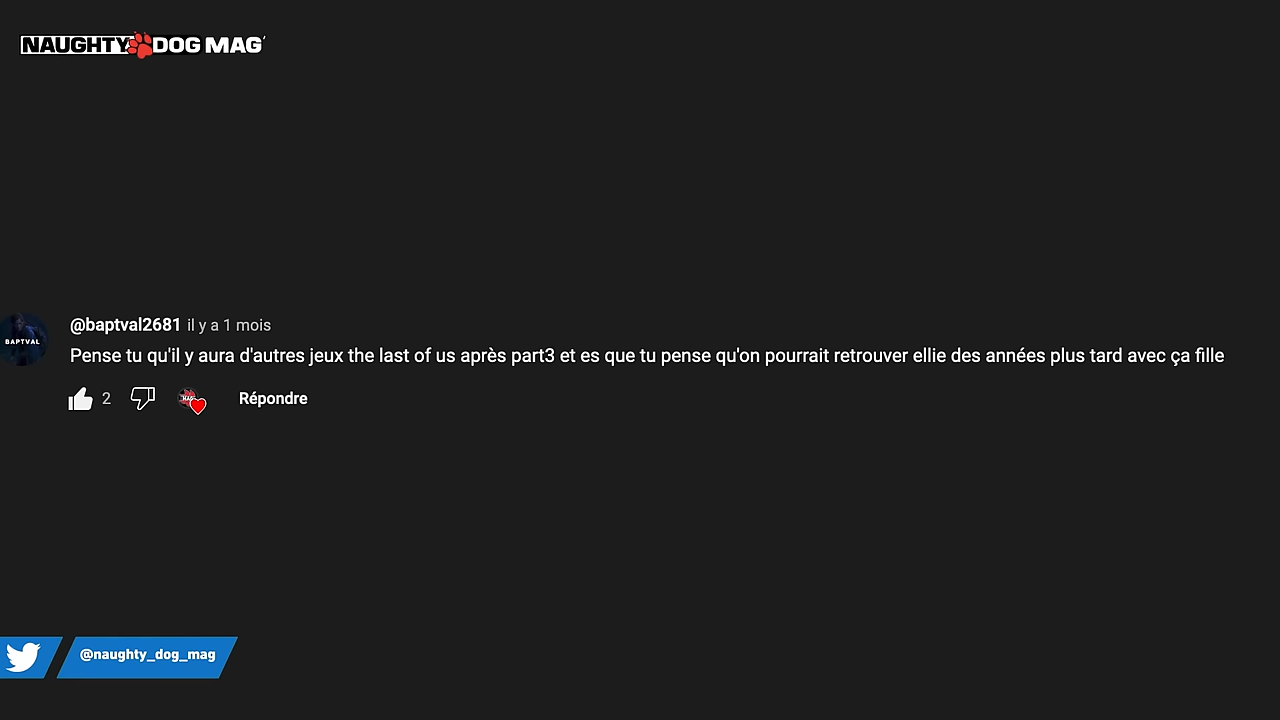 NAUGHTY DOG MAG'
@baptval2681 il y a 1 mois
BAPTVAL
Pense tu qu'il y aura d'autres jeux the last of us après part3 et es que tu pense qu'on pourrait retrouver ellie des années plus tard avec ça fille
2 Répondre
@naughty_dog_mag